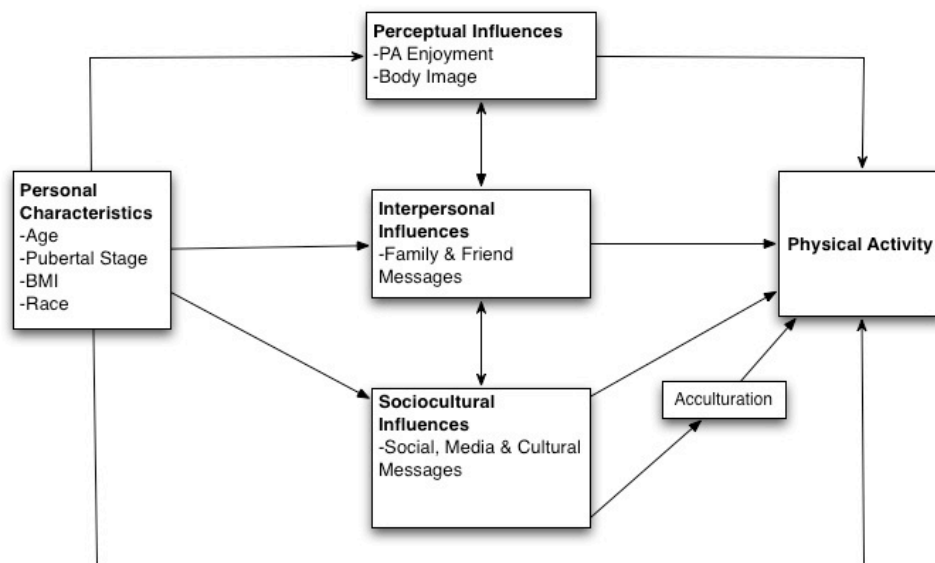 Perceptual Influences
-PA Enjoyment
-Body Image
Personal
Characteristics
-Age
-Pubertal Stage
-BMI
-Race
Interpersonal
Influences
-Family & Friend
Messages
Physical Activity
Sociocultural
Influences
-Social, Media & Cultural
Messages
Acculturation